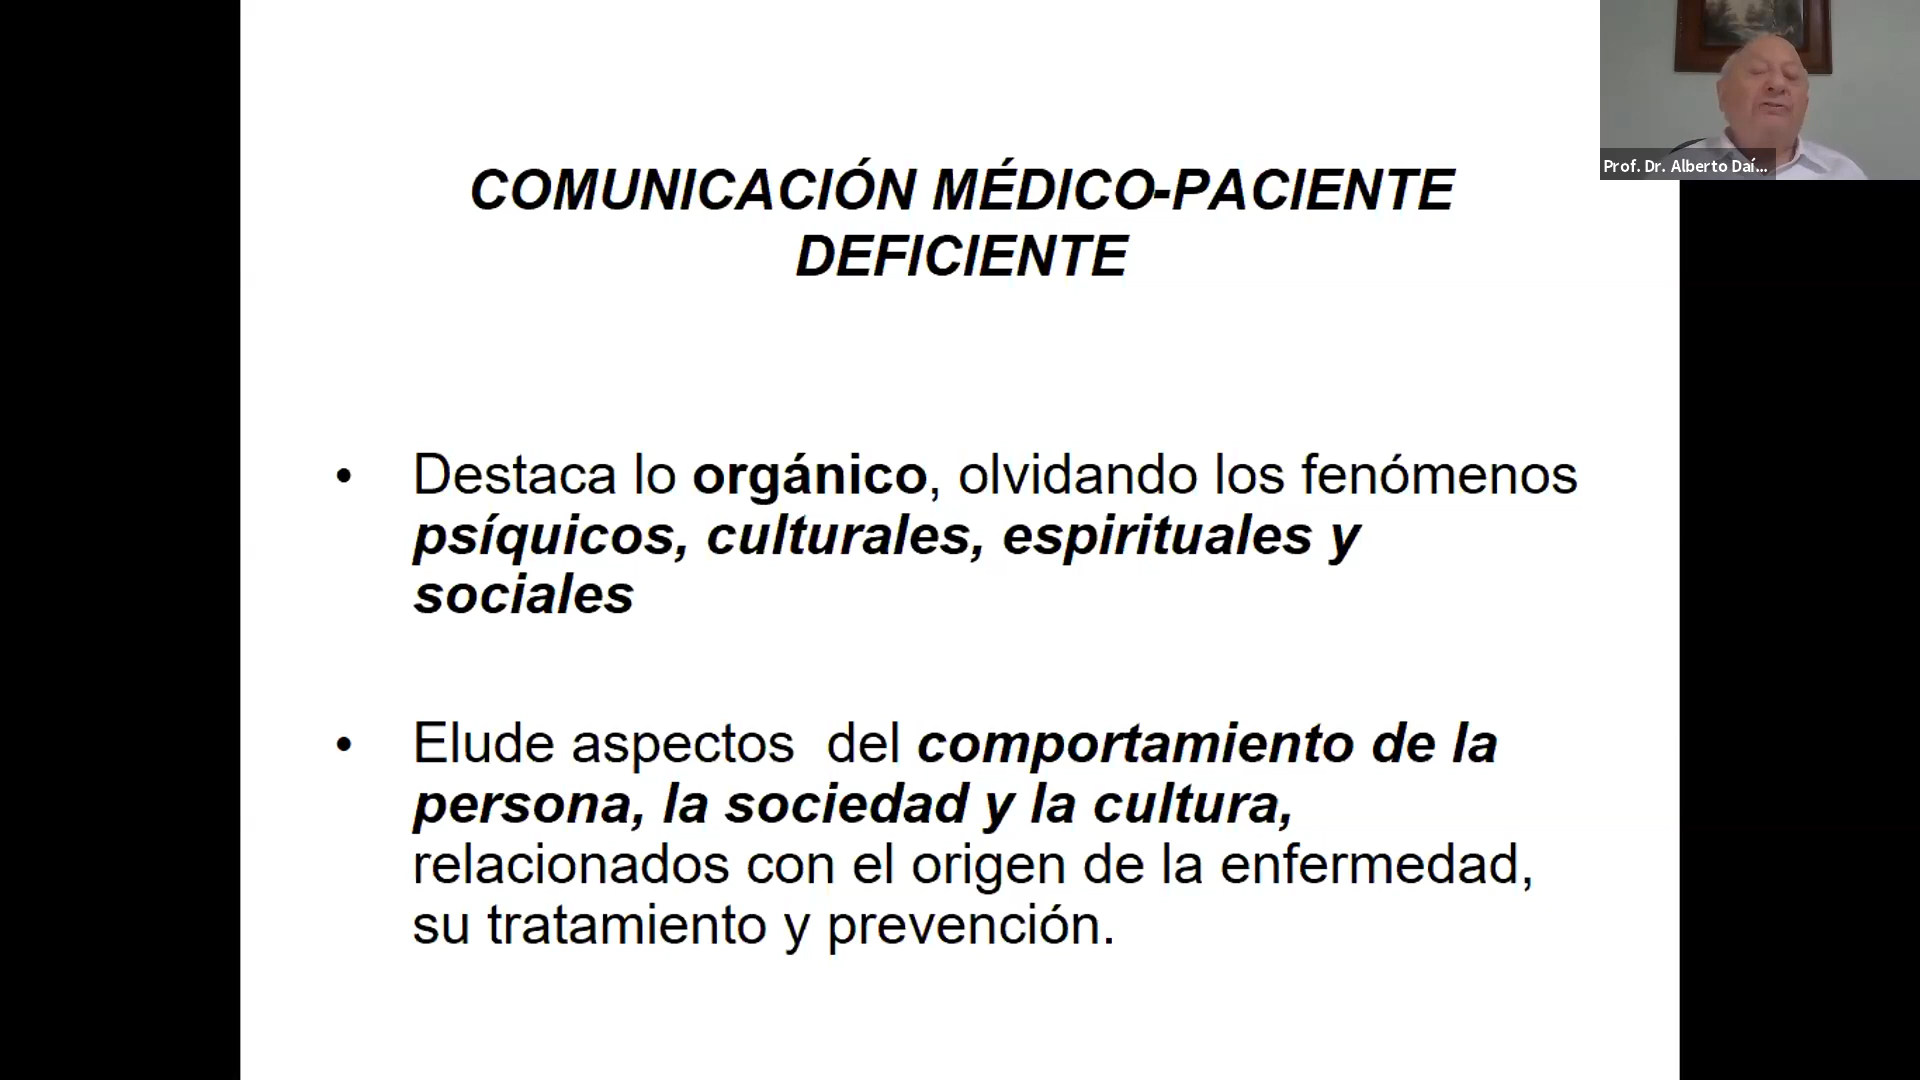 COMUNICACIÓN MÉDICO-PACIENTE
DEFICIENTE
• Destaca lo orgánico, olvidando los fenómenos
psíquicos, culturales, espirituales y
sociales
• Elude aspectos  del comportamiento de la
persona, la sociedad y la cultura,
relacionados con el origen de la enfermedad,
su tratamiento y prevención.
Prof. Dr. Alberto Daí...